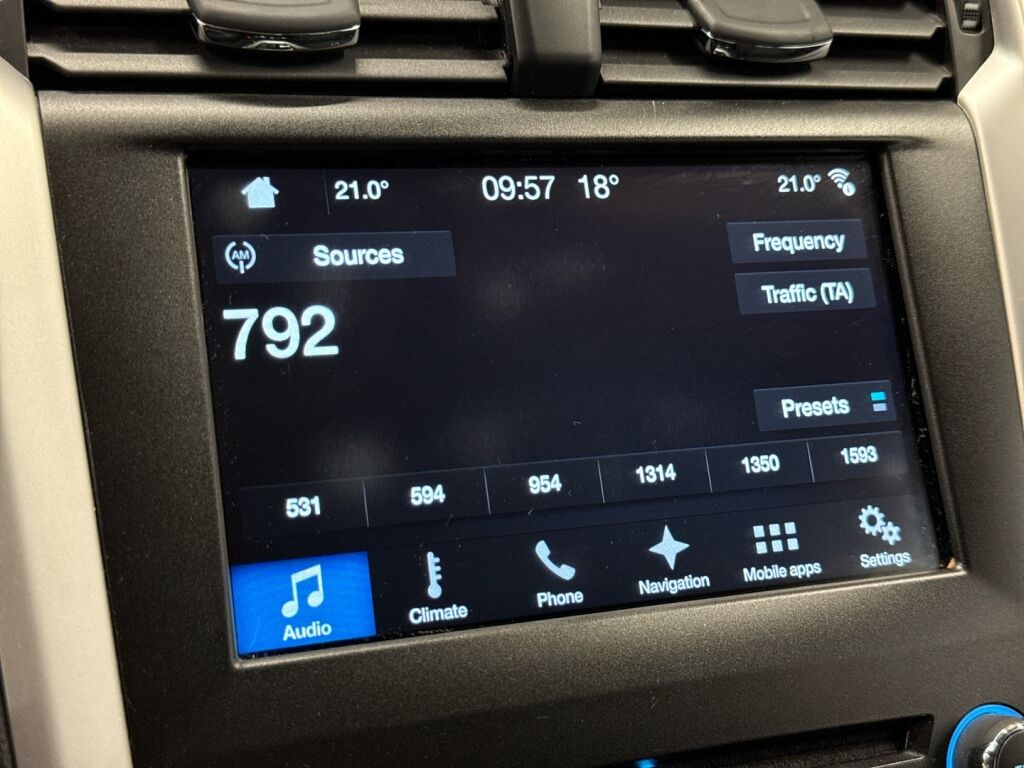 21.0° 09:57 18° 21.0°
AM Sources Frequency
Traffic (TA)
792
Presets
531 594 954 1314 1350 1593
Audio Climate Phone Navigation Mobile apps Settings